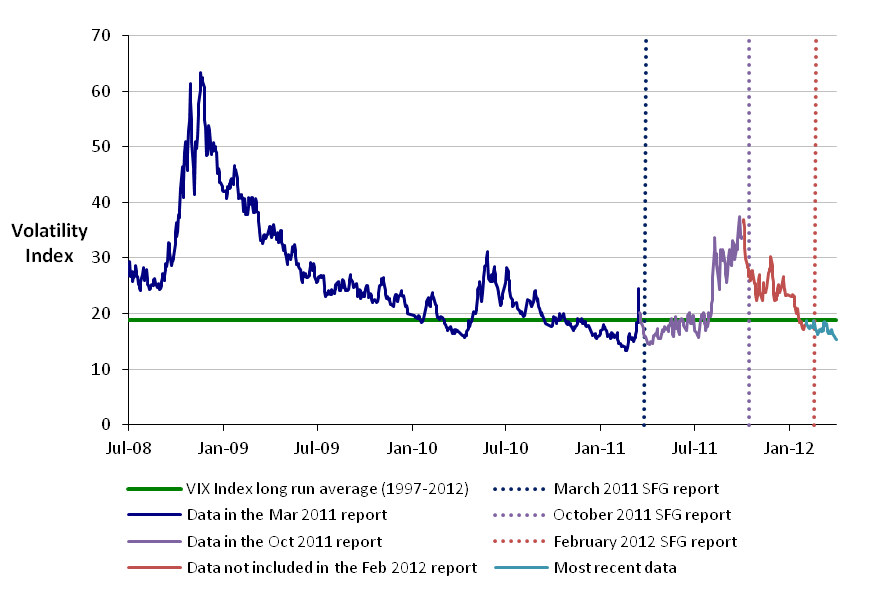 70
60
50
40
30
20
10
0
Volatility
Index
Jul-08 Jan-09 Jul-09 Jan-10 Jul-10 Jan-11 Jul-11 Jan-12
VIX Index long run average (1997-2012) March 2011 SFG report
Data in the Mar 2011 report October 2011 SFG report
Data in the Oct 2011 report February 2012 SFG report
Data not included in the Feb 2012 report Most recent data